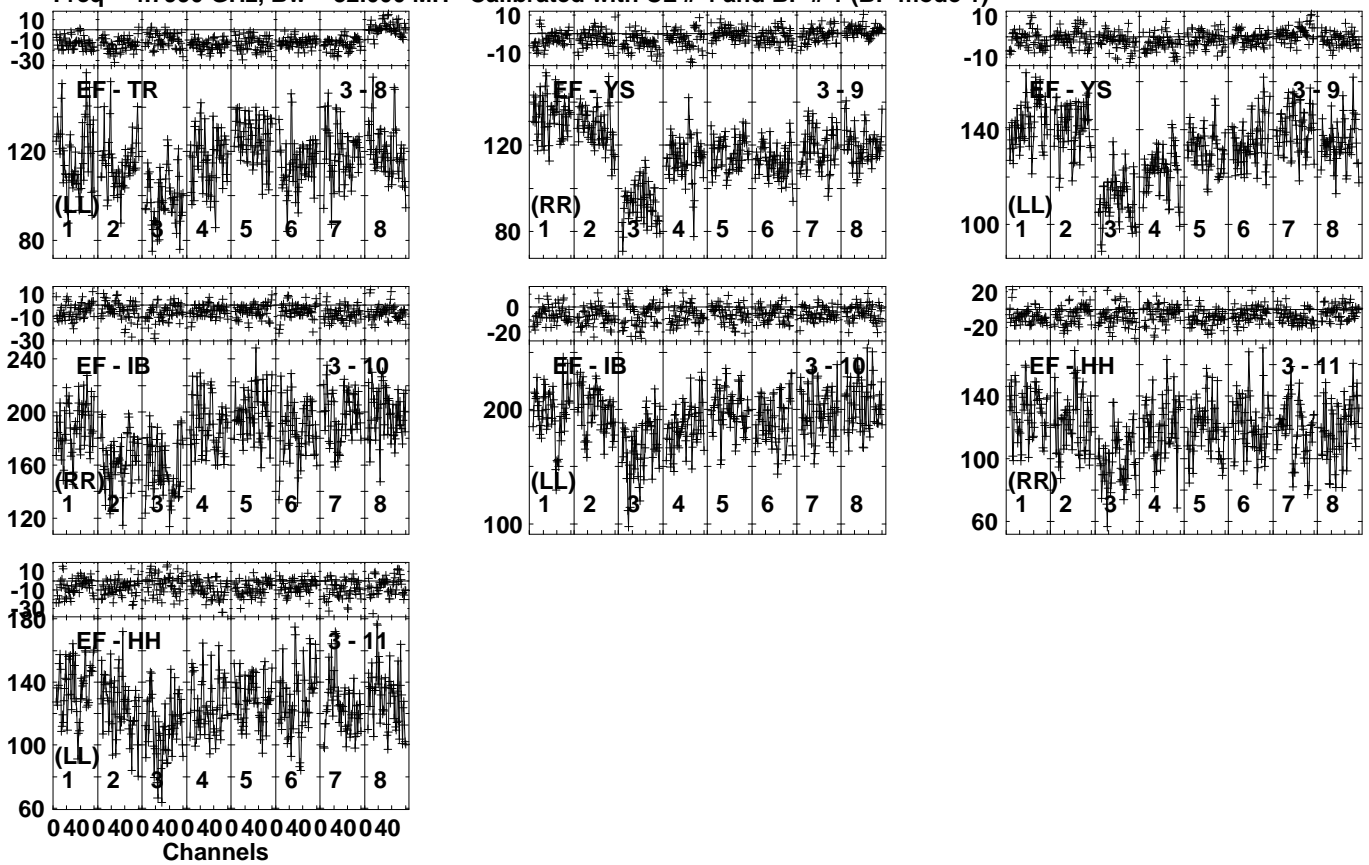 10
-10
-30
EF - TR 3 - 8
120
(LL)
1 2 3 4 5 6 7 8
80
10
-10
EF - YS 3 - 9
120
(RR)
1 2 3 4 5 6 7 8
80
10
-10
EF - YS 3 - 9
140
(LL)
1 2 3 4 5 6 7 8
100
10
-10
-30
240
EF - IB 3 - 10
200
160
(RR)
1 2 3 4 5 6 7 8
120
0
-20
EF - IB 3 - 10
200
(LL)
1 2 3 4 5 6 7 8
100
20
-20
EF - HH 3 - 11
140
100
(RR)
1 2 3 4 5 6 7 8
60
10
-10
-30
180
EF - HH 3 - 11
140
100
(LL)
1 2 3 4 5 6 7 8
60
0 40 0 40 0 40 0 40 0 40 0 40 0 40 0 40
Channels